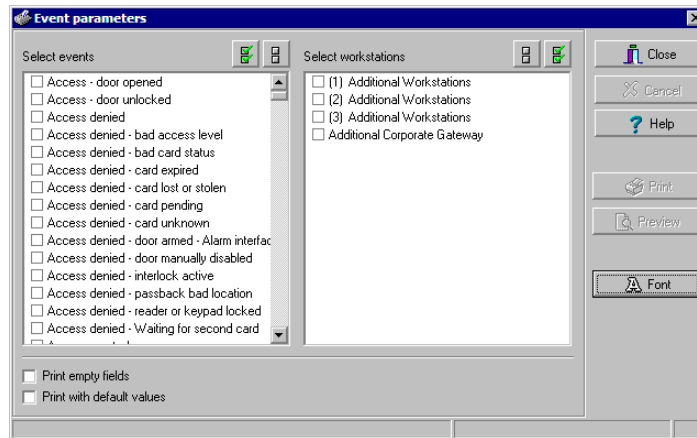 Event parameters
Select events
Select workstations
Access - door opened
Access - door unlocked
Access denied
Access denied - bad access level
Access denied - bad card status
Access denied - card expired
Access denied - card lost or stolen
Access denied - card pending
Access denied - card unknown
Access denied - door armed - Alarm interfac
Access denied - door manually disabled
Access denied - interlock active
Access denied - passback bad location
Access denied - reader or keypad locked
Access denied - Waiting for second card
(1) Additional Workstations
(2) Additional Workstations
(3) Additional Workstations
Additional Corporate Gateway
Close
Cancel
Help
Print
Preview
Font
Print empty fields
Print with default values